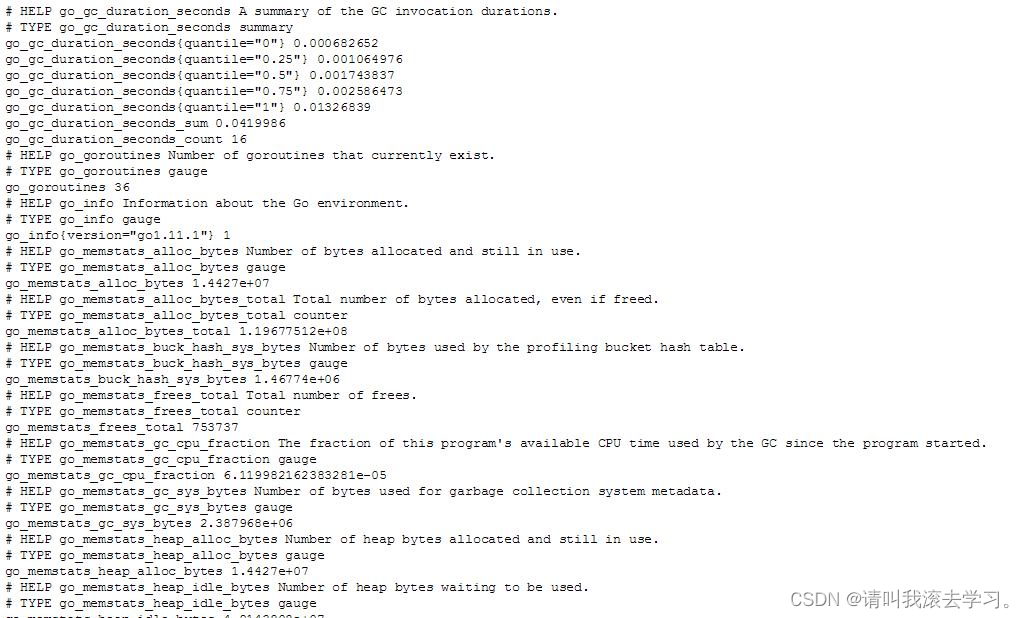 # HELP go_gc_duration_seconds A summary of the GC invocation durations.
# TYPE go_gc_duration_seconds summary
go_gc_duration_seconds{quantile="0"} 0.000682652
go_gc_duration_seconds{quantile="0.25"} 0.001064976
go_gc_duration_seconds{quantile="0.5"} 0.001743837
go_gc_duration_seconds{quantile="0.75"} 0.002586473
go_gc_duration_seconds{quantile="1"} 0.01326839
go_gc_duration_seconds_sum 0.0419986
go_gc_duration_seconds_count 16
# HELP go_goroutines Number of goroutines that currently exist.
# TYPE go_goroutines gauge
go_goroutines 36
# HELP go_info Information about the Go environment.
# TYPE go_info gauge
go_info{version="go1.11.1"} 1
# HELP go_memstats_alloc_bytes Number of bytes allocated and still in use.
# TYPE go_memstats_alloc_bytes gauge
go_memstats_alloc_bytes 1.4427e+07
# HELP go_memstats_alloc_bytes_total Total number of bytes allocated, even if freed.
# TYPE go_memstats_alloc_bytes_total counter
go_memstats_alloc_bytes_total 1.19677512e+08
# HELP go_memstats_buck_hash_sys_bytes Number of bytes used by the profiling bucket hash table.
# TYPE go_memstats_buck_hash_sys_bytes gauge
go_memstats_buck_hash_sys_bytes 1.46774e+06
# HELP go_memstats_frees_total Total number of frees.
# TYPE go_memstats_frees_total counter
go_memstats_frees_total 753737
# HELP go_memstats_gc_cpu_fraction The fraction of this program's available CPU time used by the GC since the program started.
# TYPE go_memstats_gc_cpu_fraction gauge
go_memstats_gc_cpu_fraction 6.119982162383281e-05
# HELP go_memstats_gc_sys_bytes Number of bytes used for garbage collection system metadata.
# TYPE go_memstats_gc_sys_bytes gauge
go_memstats_gc_sys_bytes 2.387968e+06
# HELP go_memstats_heap_alloc_bytes Number of heap bytes allocated and still in use.
# TYPE go_memstats_heap_alloc_bytes gauge
go_memstats_heap_alloc_bytes 1.4427e+07
# HELP go_memstats_heap_idle_bytes Number of heap bytes waiting to be used.
# TYPE go_memstats_heap_idle_bytes gauge
CSDN @请叫我滚去学习。